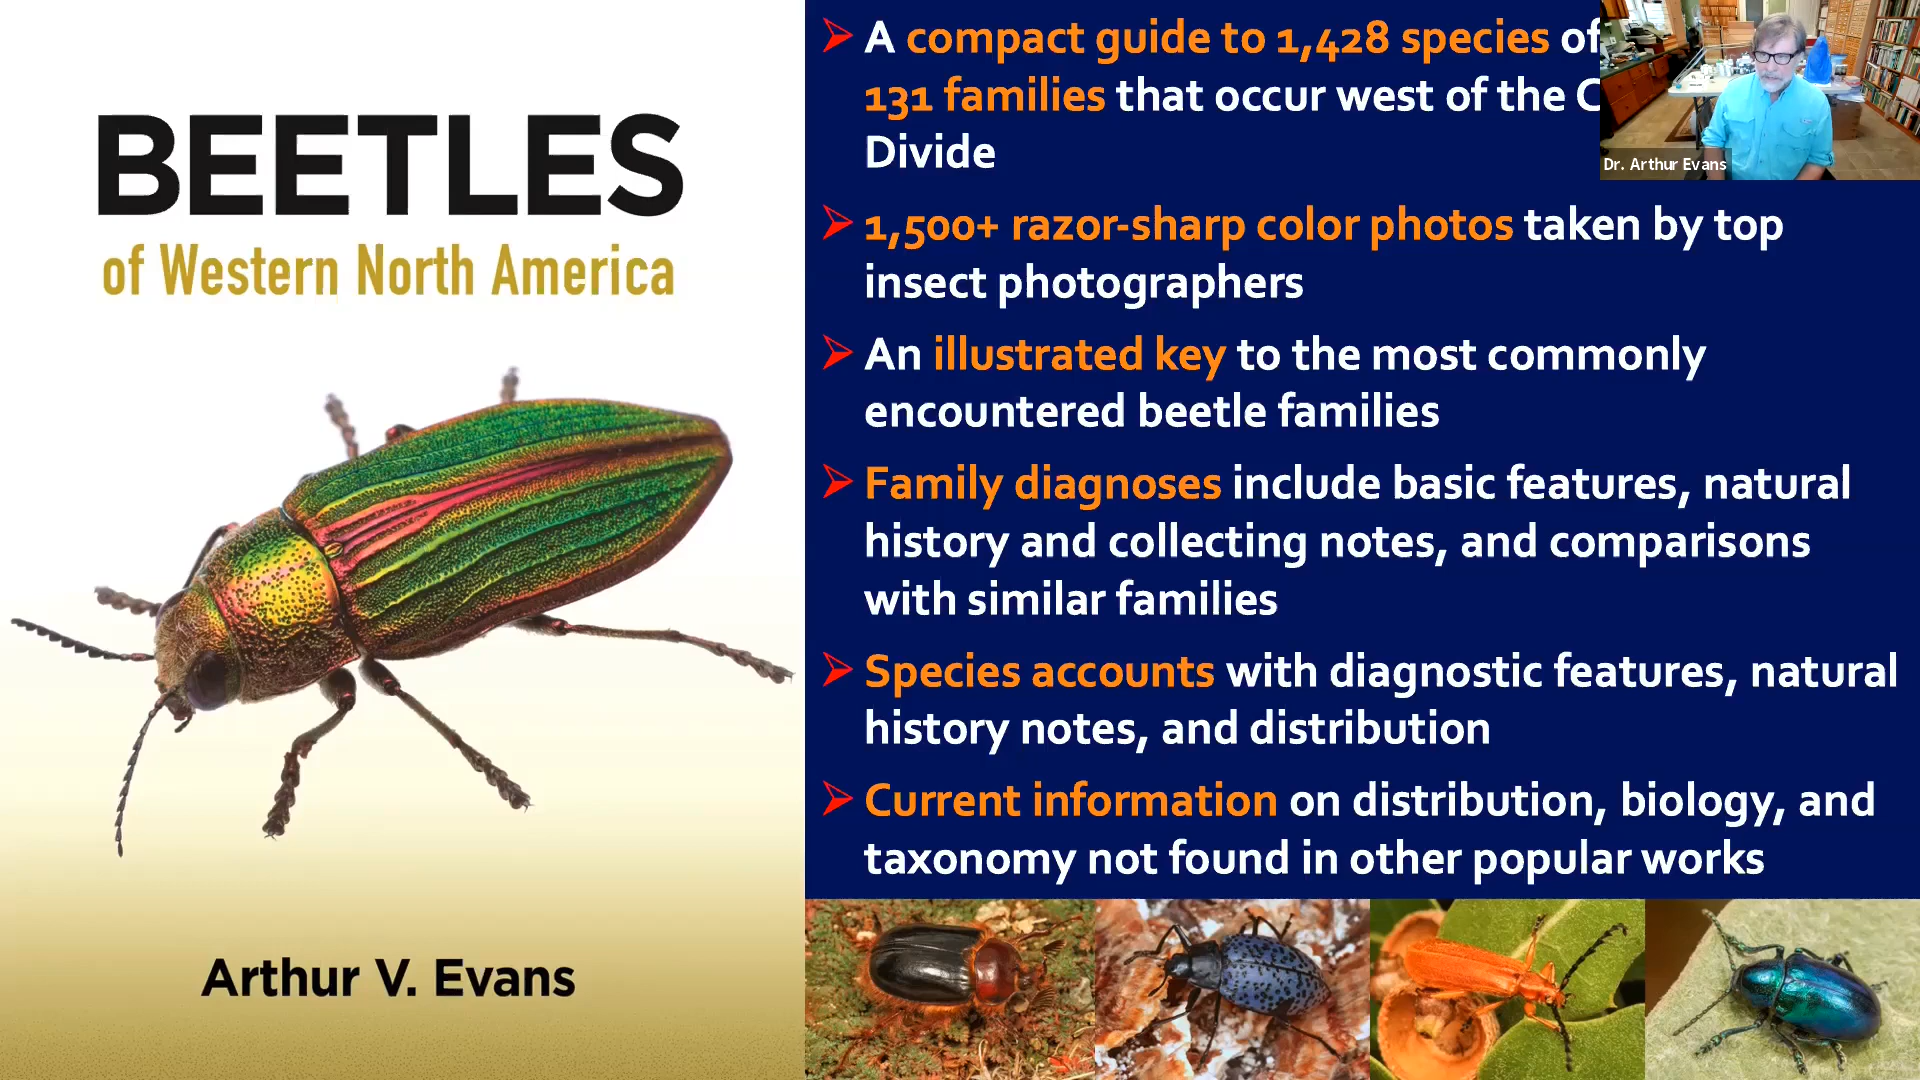 BEETLES
of Western North America
Arthur V. Evans
A compact guide to 1,428 species of
131 families that occur west of the
Divide
1,500+ razor-sharp color photos taken by top
insect photographers
An illustrated key to the most commonly
encountered beetle families
Family diagnoses include basic features, natural
history and collecting notes, and comparisons
with similar families
Species accounts with diagnostic features, natural
history notes, and distribution
Current information on distribution, biology, and
taxonomy not found in other popular works
Dr. Arthur Evans